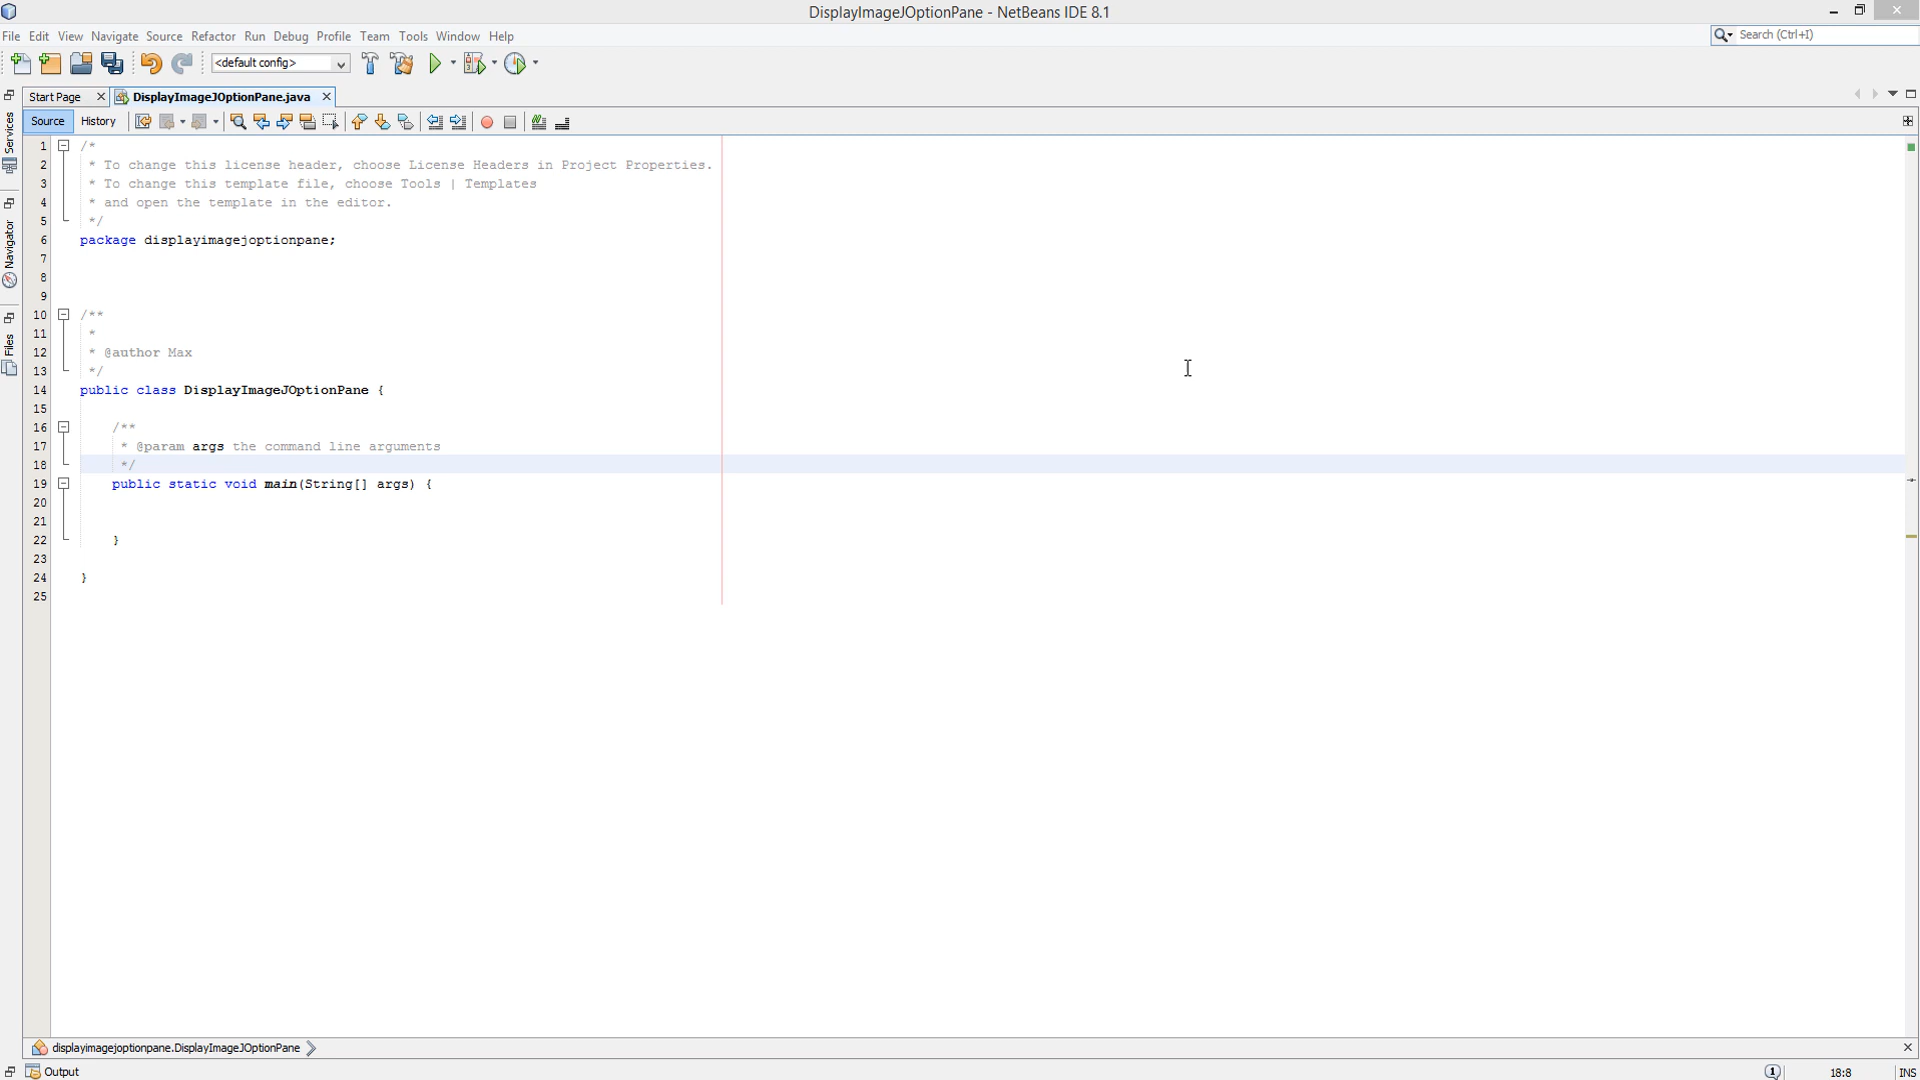 DisplayImageJOptionPane - NetBeans IDE 8.1
File Edit View Navigate Source Refactor Run Debug Profile Team Tools Window Help
Search (Ctrl+I)
<default config>
Start Page
DisplayImageJOptionPane.java
Source History
Services
Navigator
Files
1 /*
2 * To change this license header, choose License Headers in Project Properties.
3 * To change this template file, choose Tools | Templates
4 * and open the template in the editor.
5 */
6 package displayimagejoptionpane;
7
8
9
10 /**
11 *
12 * @author Max
13 */
14 public class DisplayImageJOptionPane {
15
16 /**
17 * @param args the command line arguments
18 */
19 public static void main(String[] args) {
20
21
22 }
23
24 }
25
displayimagejoptionpane.DisplayImageJOptionPane
Output
1
18:8
INS